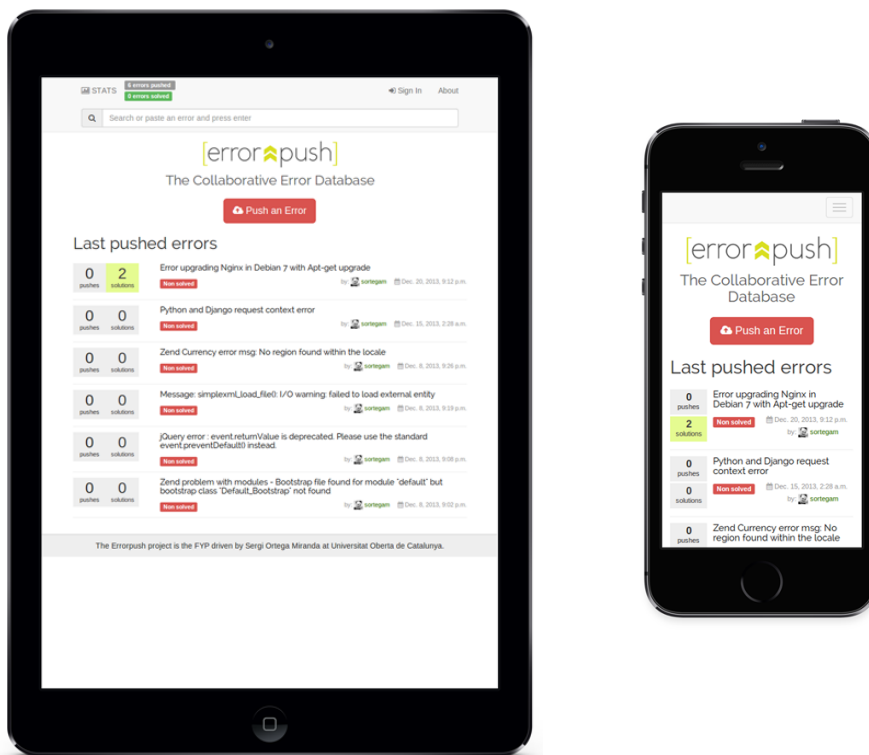 STATS
6 errors pushed
0 errors solved
Sign In
About
Search or paste an error and press enter
[error push]
The Collaborative Error Database
Push an Error
Last pushed errors
0 2 Error upgrading Nginx in Debian 7 with Apt-get upgrade
pushes solutions Non solved by: sortegam Dec. 20, 2013, 9:12 p.m.
0 0 Python and Django request context error
pushes solutions Non solved by: sortegam Dec. 15, 2013, 2:28 a.m.
0 0 Zend Currency error msg: No region found within the locale
pushes solutions Non solved by: sortegam Dec. 8, 2013, 9:26 p.m.
0 0 Message: simplexml_load_file(): I/O warning: failed to load external entity
pushes solutions Non solved by: sortegam Dec. 8, 2013, 9:19 p.m.
0 0 jQuery error : event.returnValue is deprecated. Please use the standard
event.preventDefault() instead.
pushes solutions Non solved by: sortegam Dec. 8, 2013, 9:08 p.m.
0 0 Zend problem with modules - Bootstrap file found for module "default" but
bootstrap class "Default_Bootstrap" not found
pushes solutions Non solved by: sortegam Dec. 8, 2013, 9:02 p.m.
The Errorpush project is the FYP driven by Sergi Ortega Miranda at Universitat Oberta de Catalunya.
[error push]
The Collaborative Error
Database
Push an Error
Last pushed errors
0 Error upgrading Nginx in
pushes Debian 7 with Apt-get upgrade
2 Non solved Dec. 20, 2013, 9:12 p.m.
solutions by: sortegam
0 Python and Django request
pushes context error
0 Non solved Dec. 15, 2013, 2:28 a.m.
solutions by: sortegam
0 Zend Currency error msg: No
pushes region found within the locale